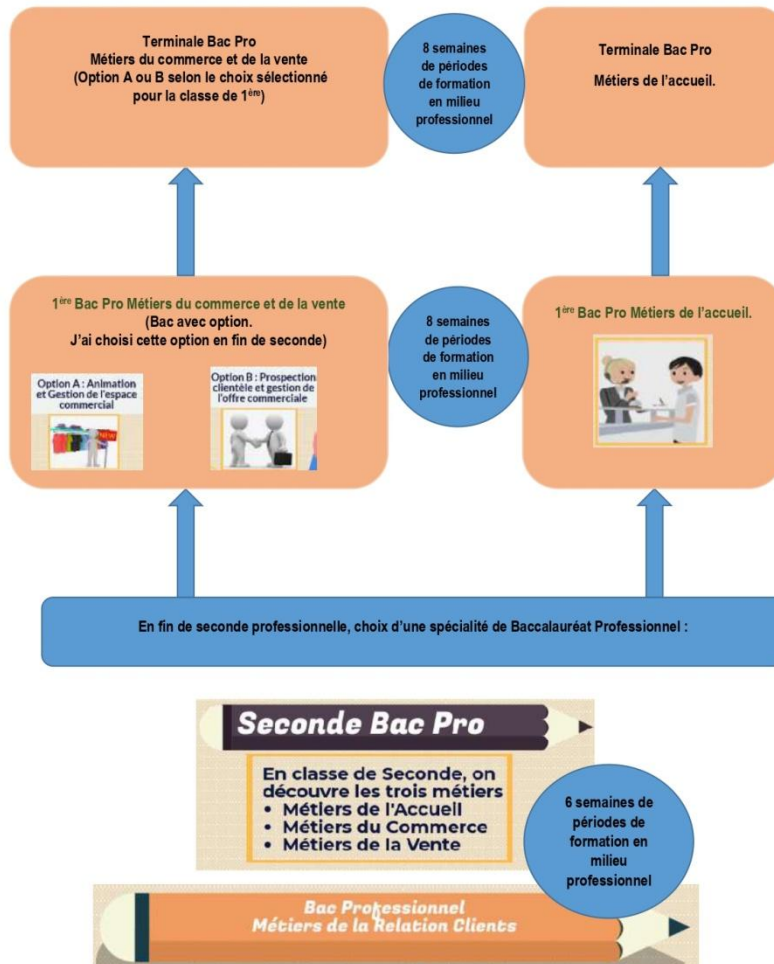 Terminale Bac Pro
Métiers du commerce et de la vente
(Option A ou B selon le choix sélectionné
pour la classe de 1ère)
8 semaines
de périodes
de formation
en milieu
professionnel
Terminale Bac Pro
Métiers de l'accueil.
1ère Bac Pro Métiers du commerce et de la vente
(Bac avec option.
J'ai choisi cette option en fin de seconde)
Option A : Animation
et Gestion de l'espace
commercial
NEW
Option B : Prospection
clientèle et gestion de
l'offre commerciale
8 semaines
de périodes
de formation
en milieu
professionnel
1ère Bac Pro Métiers de l'accueil.
En fin de seconde professionnelle, choix d'une spécialité de Baccalauréat Professionnel :
Seconde Bac Pro
En classe de Seconde, on
découvre les trois métiers
• Métiers de l'Accueil
• Métiers du Commerce
• Métiers de la Vente
6 semaines de
périodes de
formation en
milieu
professionnel
Bac Professionnel
Métiers de la Relation Clients